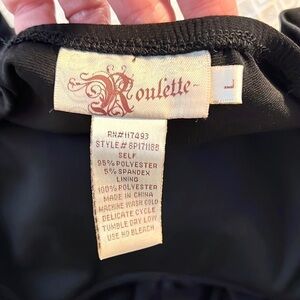 Roulette
L
RN#117493
STYLE# 6P1711BB
SELF
95% POLYESTER
5% SPANDEX
LINING
100% POLYESTER
MADE IN CHINA
MACHINE WASH COLD
DELICATE CYCLE
TUMBLE DRY LOW
USE NO BLEACH